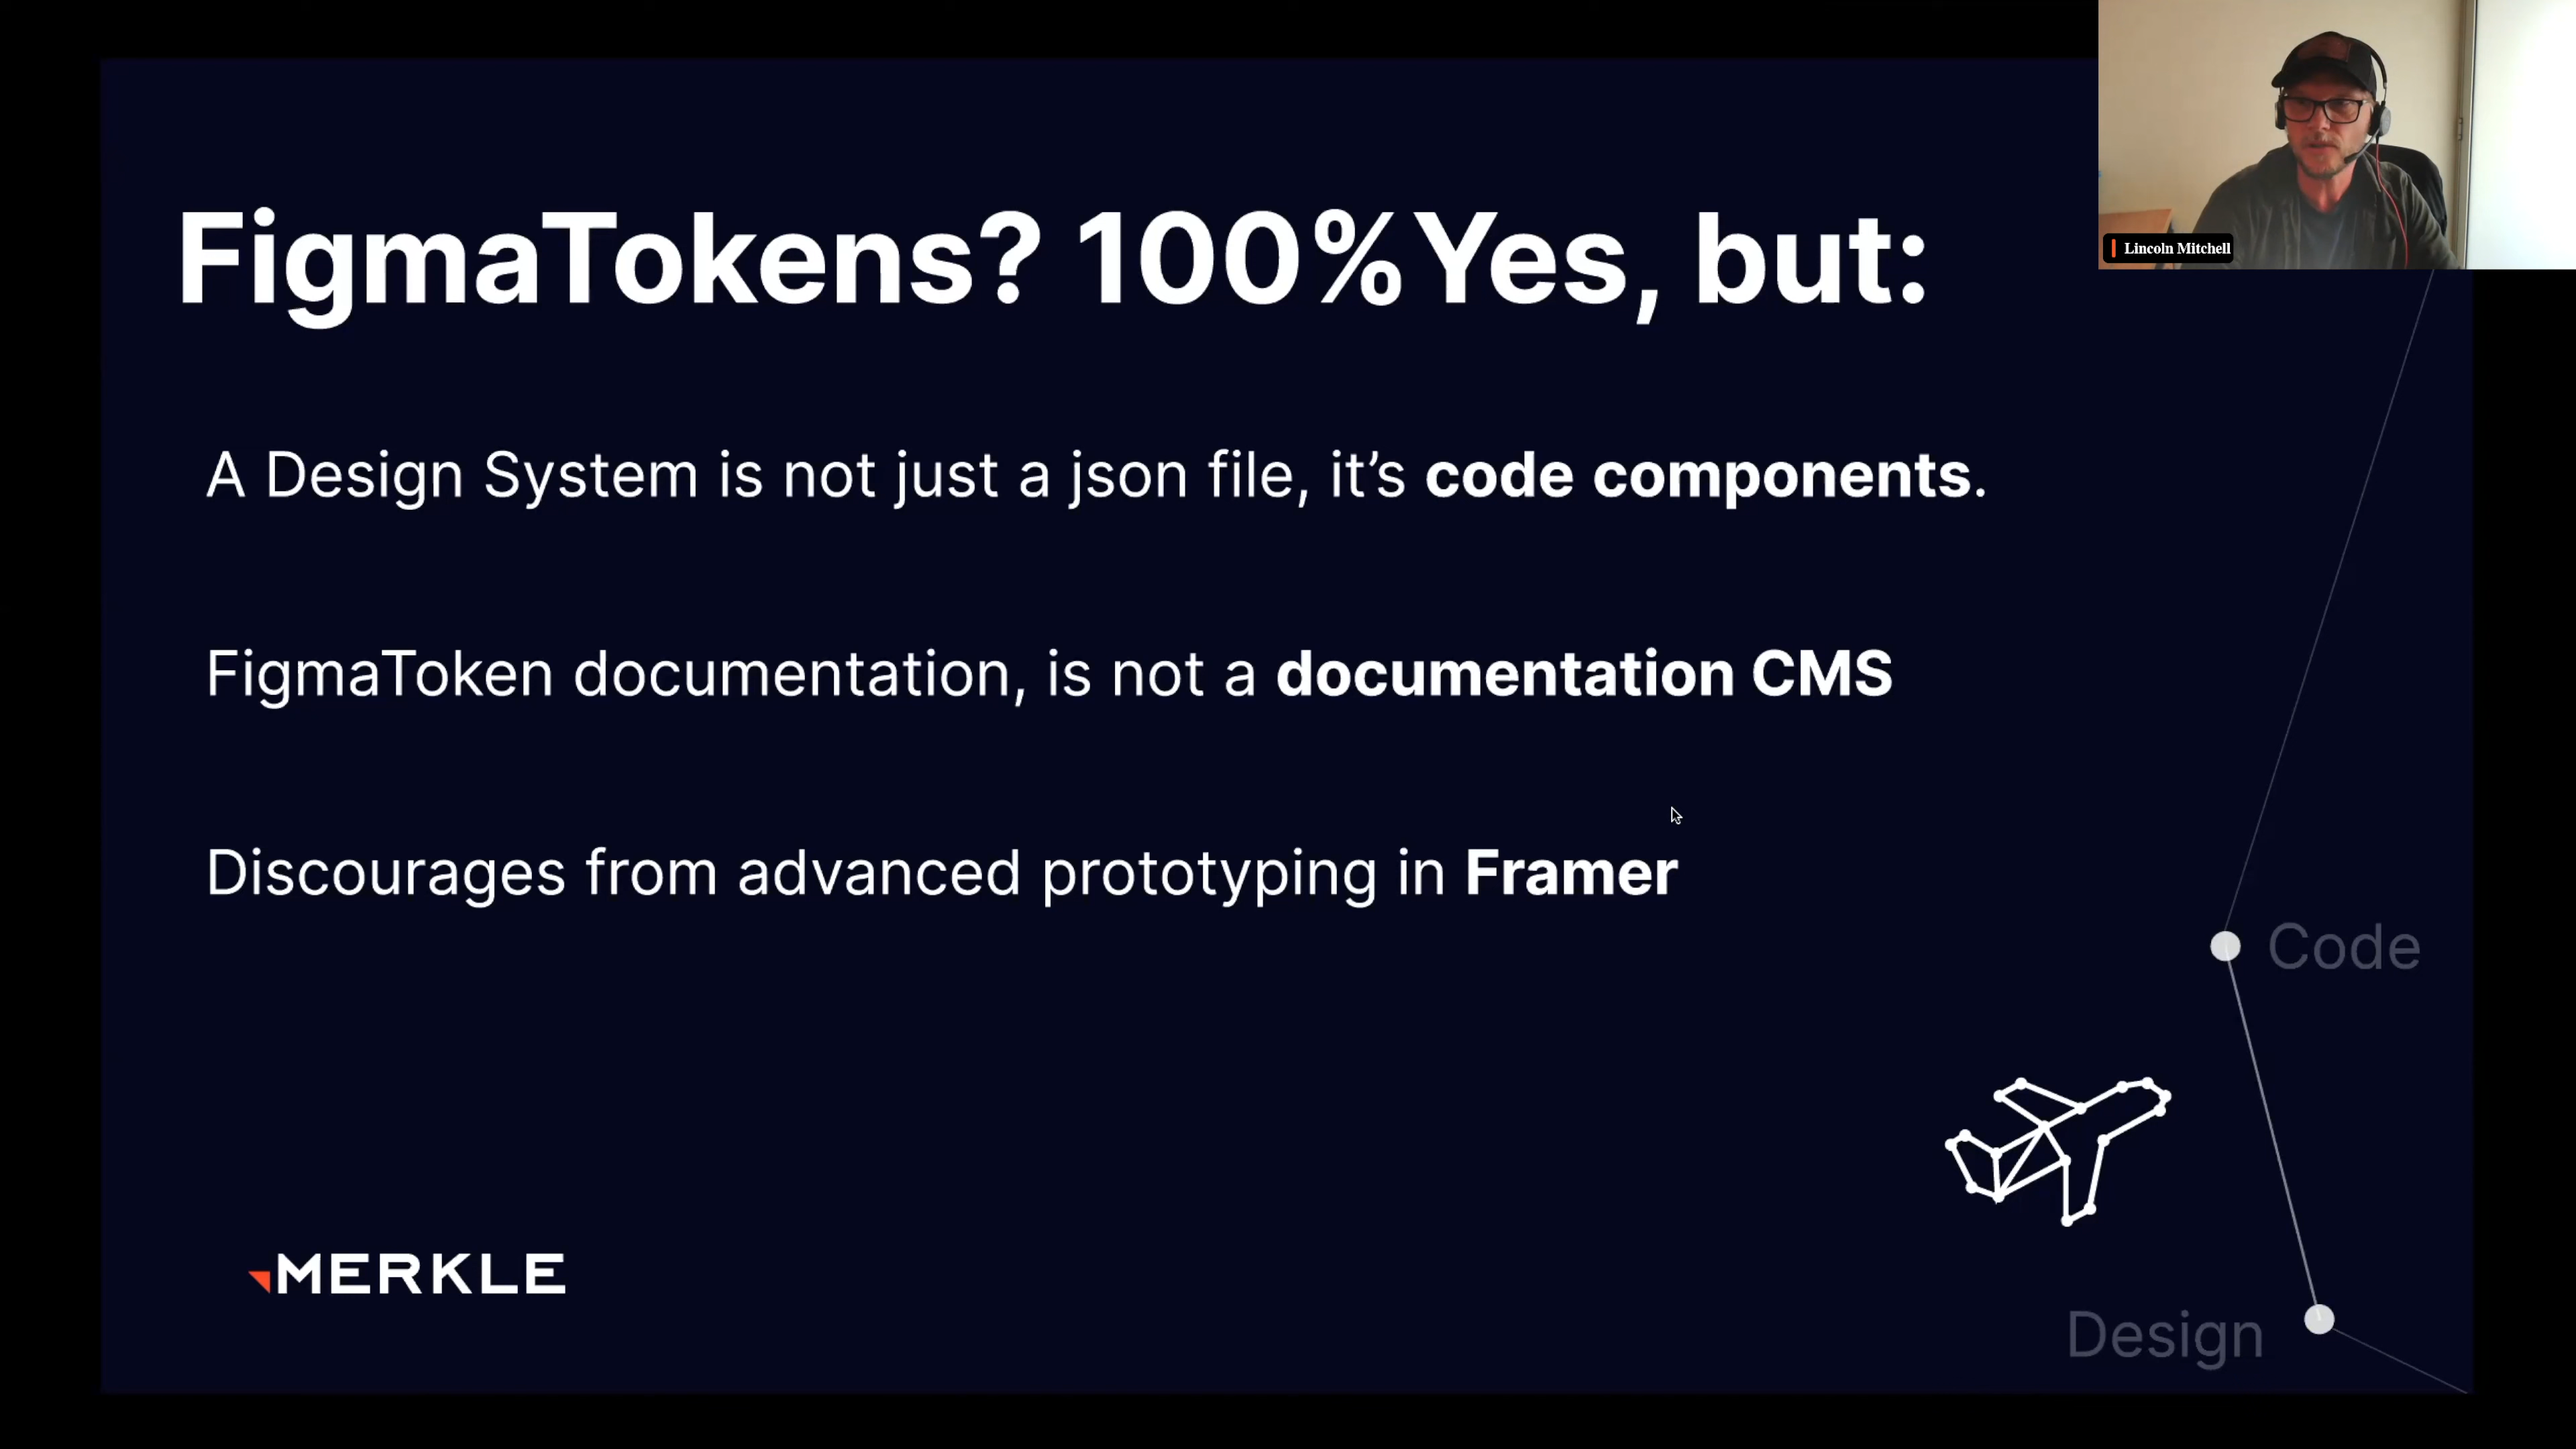 Lincoln Mitchell
FigmaTokens? 100%Yes, but:
A Design System is not just a json file, it’s code components.
FigmaToken documentation, is not a documentation CMS
Discourages from advanced prototyping in Framer
Code
MERKLE
Design